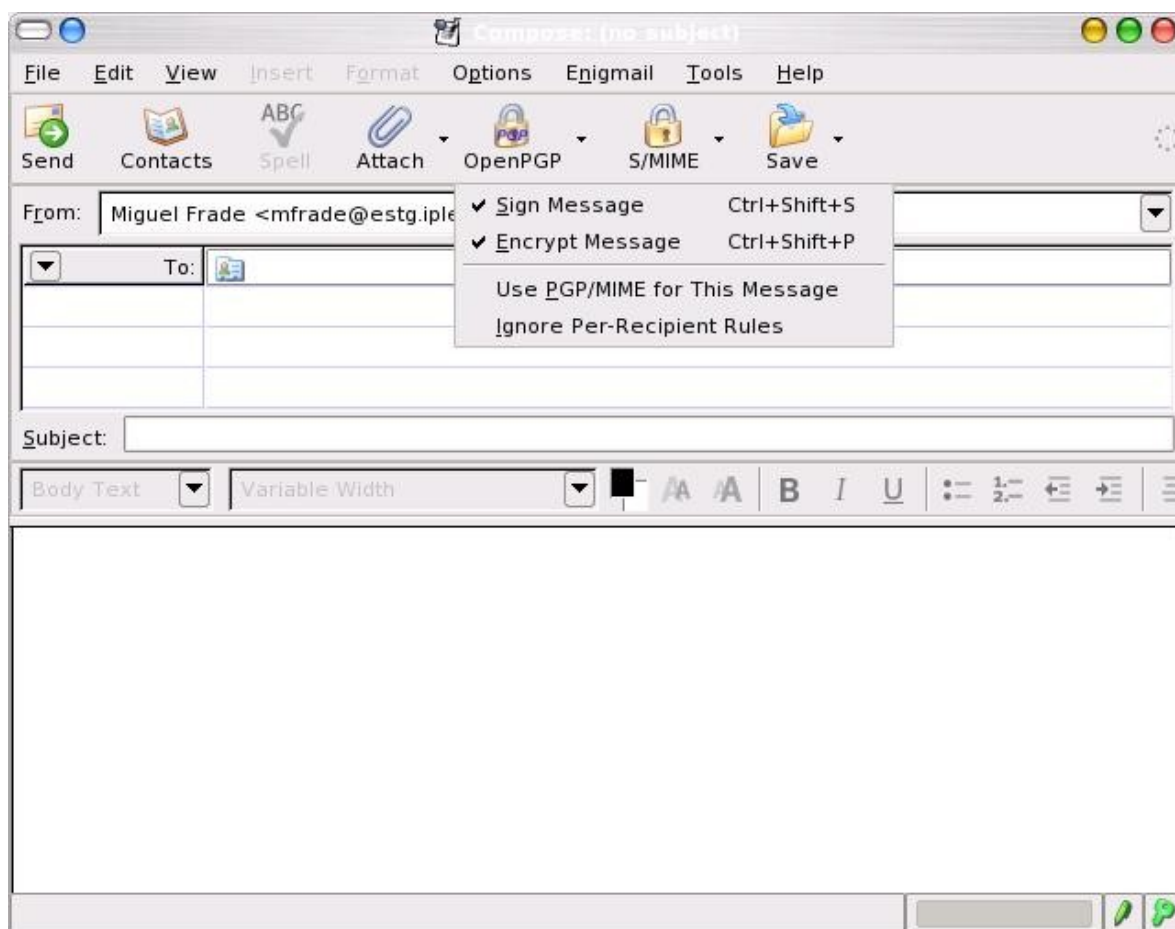 Compose: (no subject)
File Edit View Insert Format Options Enigmail Tools Help
ABC
PGP
Send Contacts Spell Attach OpenPGP S/MIME Save
From: Miguel Frade <mfrade@estg.iple
Sign Message Ctrl+Shift+S
Encrypt Message Ctrl+Shift+P
Use PGP/MIME for This Message
Ignore Per-Recipient Rules
To:
Subject:
Body Text Variable Width B I U